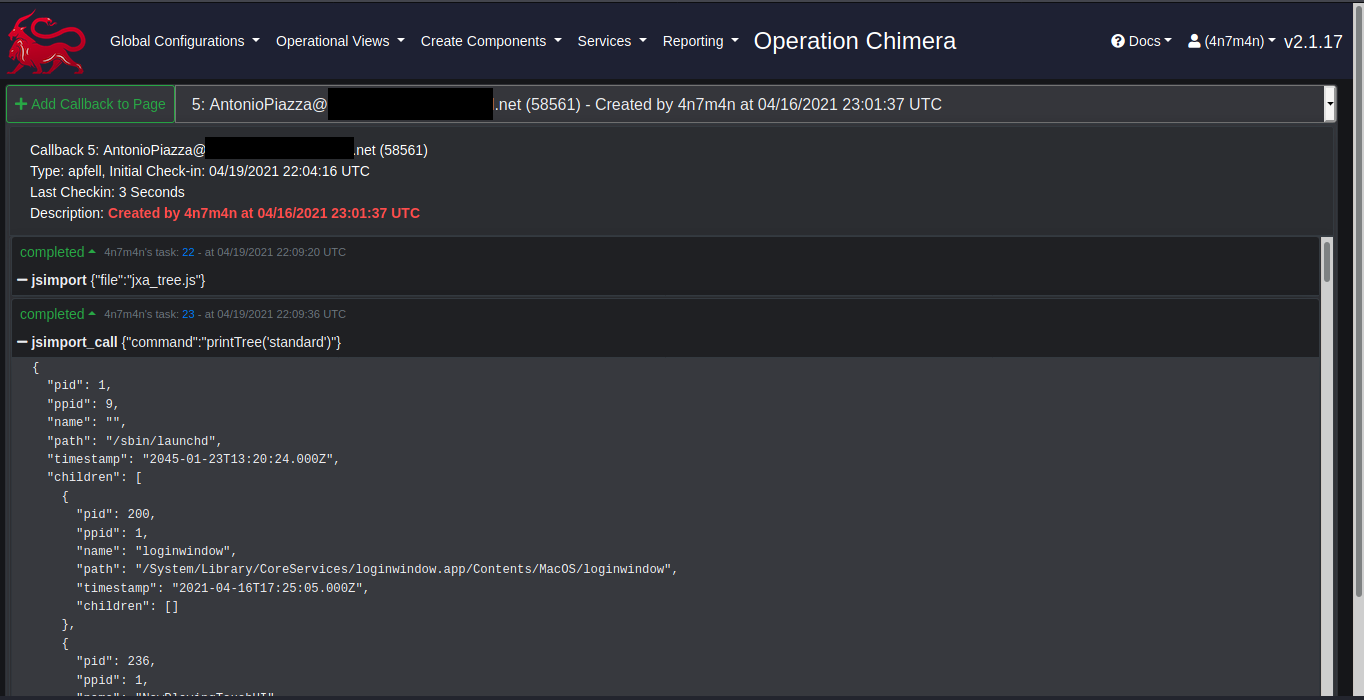 Global Configurations Operational Views Create Components Services Reporting Operation Chimera Docs (4n7m4n) v2.1.17
+ Add Callback to Page 5: AntonioPiazza@ .net (58561) - Created by 4n7m4n at 04/16/2021 23:01:37 UTC
Callback 5: AntonioPiazza@ .net (58561)
Type: apfell, Initial Check-in: 04/19/2021 22:04:16 UTC
Last Checkin: 3 Seconds
Description: Created by 4n7m4n at 04/16/2021 23:01:37 UTC
completed 4n7m4n's task: 22 - at 04/19/2021 22:09:20 UTC
jsimport {"file":"jxa_tree.js"}
completed 4n7m4n's task: 23 - at 04/19/2021 22:09:36 UTC
jsimport_call {"command":"printTree('standard')"}
{
"pid": 1,
"ppid": 9,
"name": "",
"path": "/sbin/launchd",
"timestamp": "2045-01-23T13:20:24.000Z",
"children": [
{
"pid": 200,
"ppid": 1,
"name": "loginwindow",
"path": "/System/Library/CoreServices/loginwindow.app/Contents/MacOS/loginwindow",
"timestamp": "2021-04-16T17:25:05.000Z",
"children": []
},
{
"pid": 236,
"ppid": 1,
"name": "NowPlayingTouchUI"